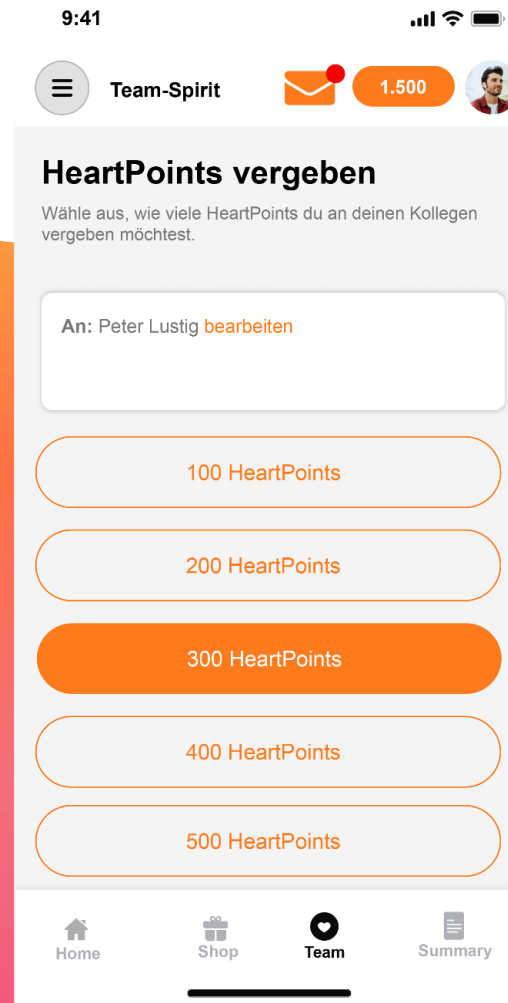 9:41
Team-Spirit
1.500
HeartPoints vergeben
Wähle aus, wie viele HeartPoints du an deinen Kollegen
vergeben möchtest.
An: Peter Lustig bearbeiten
100 HeartPoints
200 HeartPoints
300 HeartPoints
400 HeartPoints
500 HeartPoints
Home
Shop
Team
Summary